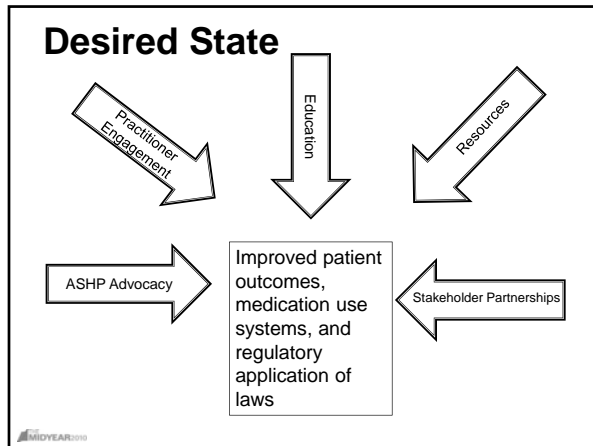 Desired State
Practitioner
Engagement
Education
Resources
ASHP Advocacy
Improved patient
outcomes,
medication use
systems, and
regulatory
application of
laws
Stakeholder Partnerships
MIDYEAR2010